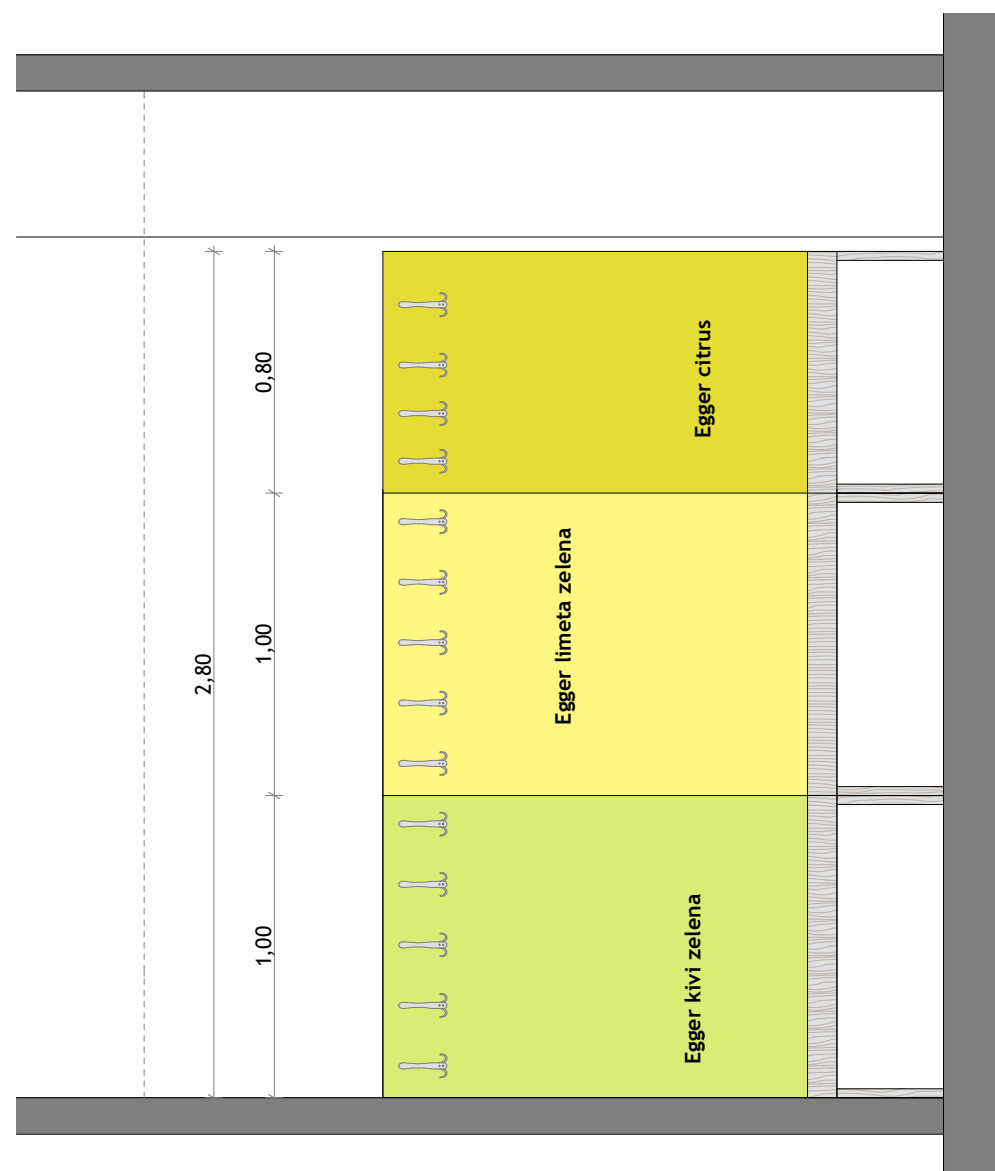 2,80
1,00
1,00
0,80
Egger kivi zelena
Egger limeta zelena
Egger citrus